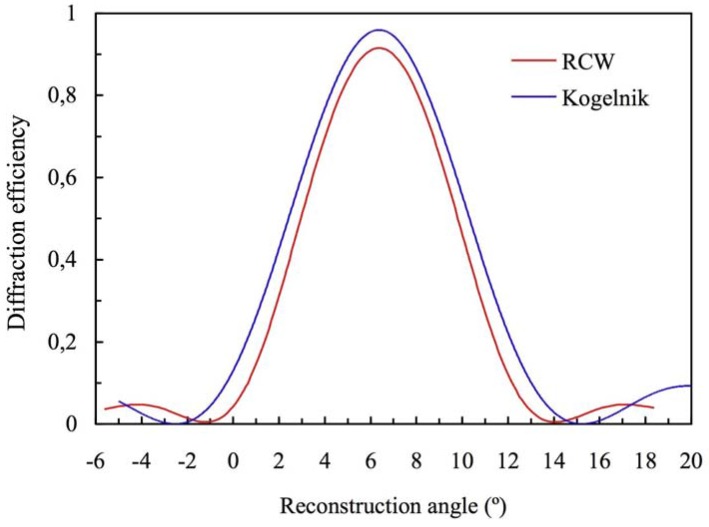 1
0,8
0,6
0,4
0,2
0
Diffraction efficiency
RCW
Kogelnik
-6 -4 -2 0 2 4 6 8 10 12 14 16 18 20
Reconstruction angle (º)